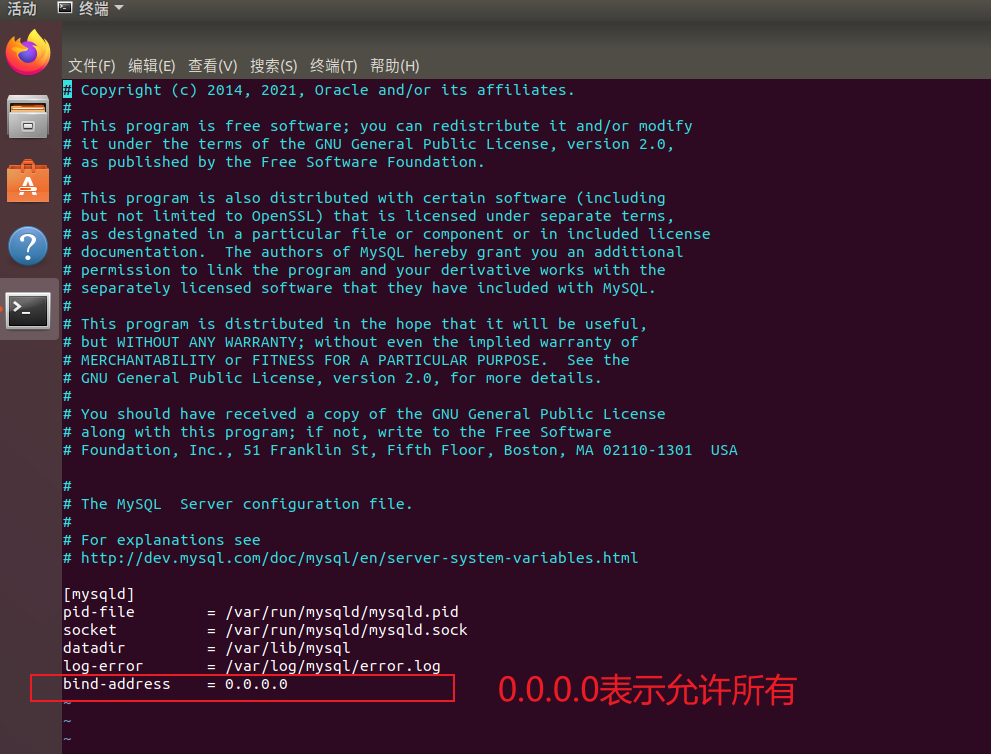 活动 终端
文件(F) 编辑(E) 查看(V) 搜索(S) 终端(T) 帮助(H)
# Copyright (c) 2014, 2021, Oracle and/or its affiliates.
#
# This program is free software; you can redistribute it and/or modify
# it under the terms of the GNU General Public License, version 2.0,
# as published by the Free Software Foundation.
#
# This program is also distributed with certain software (including
# but not limited to OpenSSL) that is licensed under separate terms,
# as designated in a particular file or component or in included license
# documentation.  The authors of MySQL hereby grant you an additional
# permission to link the program and your derivative works with the
# separately licensed software that they have included with MySQL.
#
# This program is distributed in the hope that it will be useful,
# but WITHOUT ANY WARRANTY; without even the implied warranty of
# MERCHANTABILITY or FITNESS FOR A PARTICULAR PURPOSE.  See the
# GNU General Public License, version 2.0, for more details.
#
# You should have received a copy of the GNU General Public License
# along with this program; if not, write to the Free Software
# Foundation, Inc., 51 Franklin St, Fifth Floor, Boston, MA 02110-1301  USA
#
# The MySQL  Server configuration file.
#
# For explanations see
# http://dev.mysql.com/doc/mysql/en/server-system-variables.html
[mysqld]
pid-file        = /var/run/mysqld/mysqld.pid
socket          = /var/run/mysqld/mysqld.sock
datadir         = /var/lib/mysql
log-error       = /var/log/mysql/error.log
bind-address    = 0.0.0.0
0.0.0.0表示允许所有
~
~
~